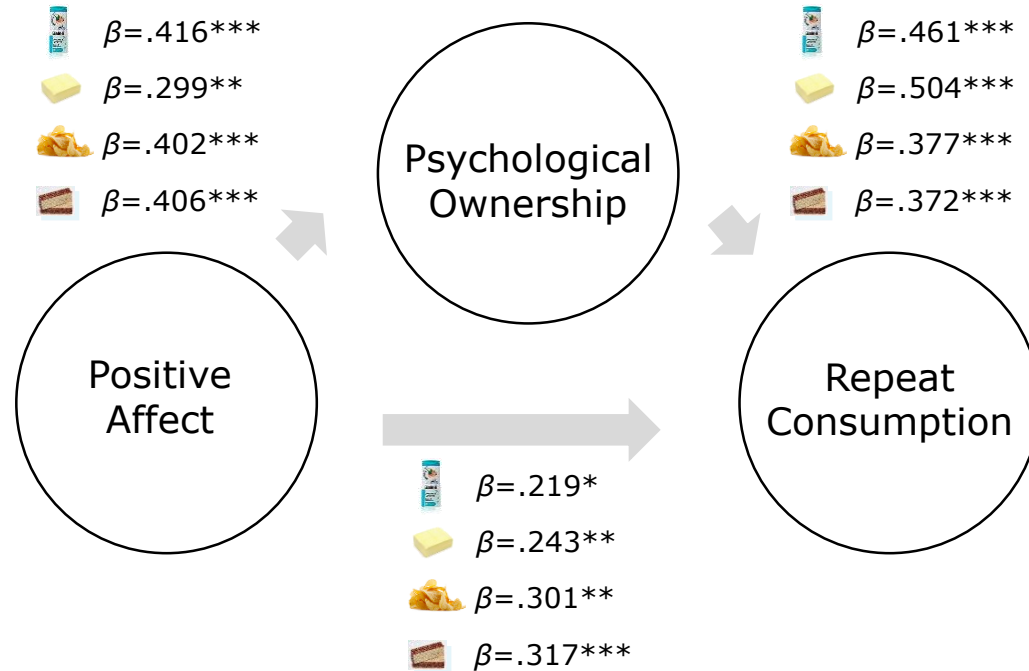 β=.416***
β=.299**
β=.402***
β=.406***
Psychological
Ownership
β=.461***
β=.504***
β=.377***
β=.372***
Positive
Affect
Repeat
Consumption
β=.219*
β=.243**
β=.301**
β=.317***